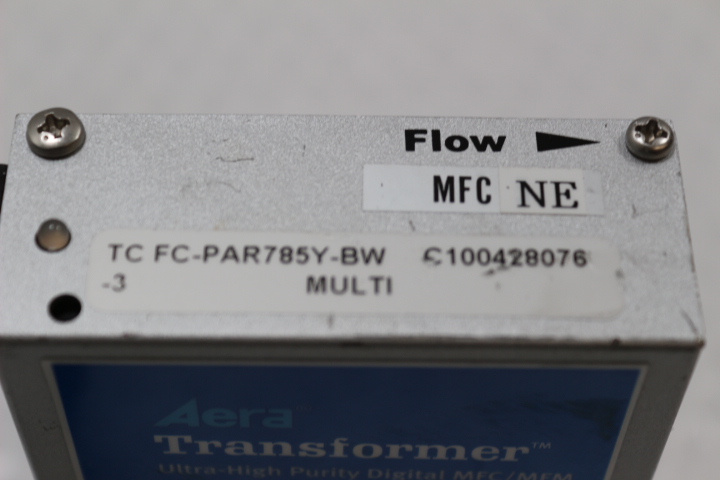 Flow
MFC NE
TC FC-PAR785Y-BW C100428076
-3 MULTI
Aera
Transformer™
Ultra-High Purity Digital MFC/MFM